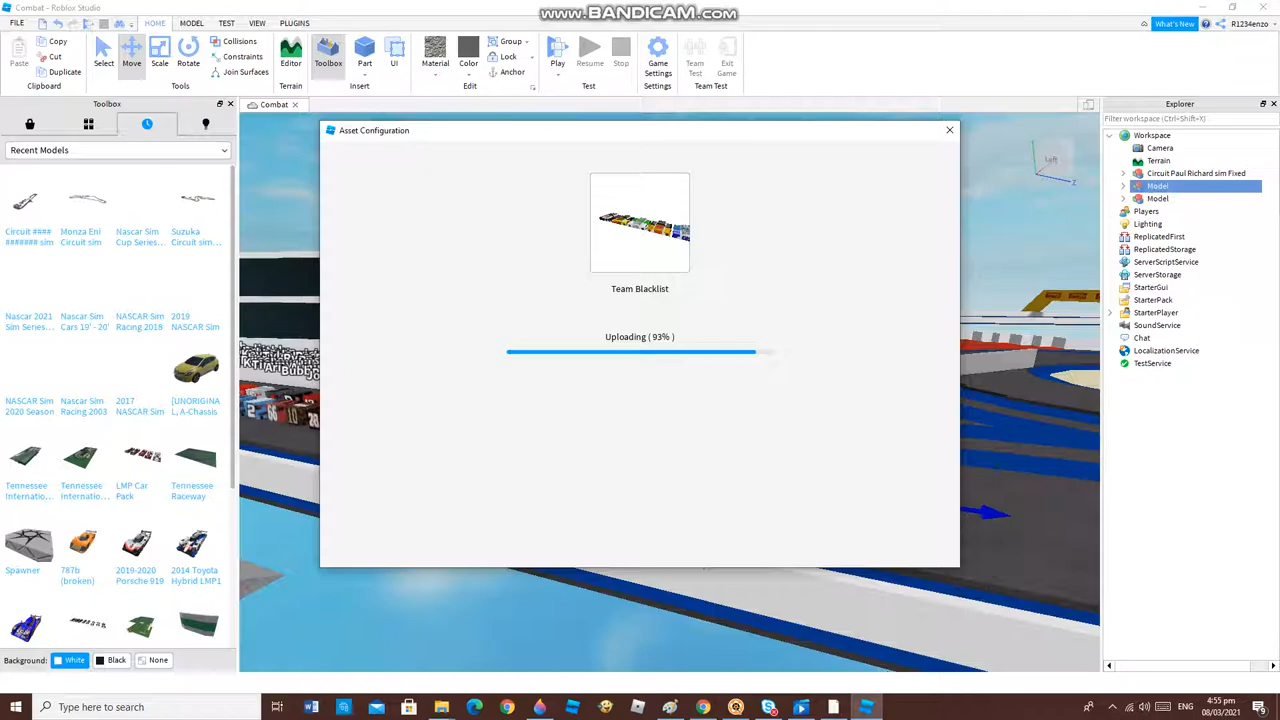 Combat - Roblox Studio
www.BANDICAM.com
FILE HOME MODEL TEST VIEW PLUGINS
What's New R1234enzo
Paste Copy Cut Duplicate
Select Move Scale Rotate Collisions Constraints Join Surfaces
Editor Toolbox Part UI Material Color Group Lock Anchor
Play Resume Stop Game Settings Team Test Exit Game
Clipboard Tools Terrain Insert Edit Test Settings Team Test
Toolbox
Combat
Explorer
Recent Models
Circuit #### ####### sim
Monza Eni Circuit sim
Nascar Sim Cup Series...
Suzuka Circuit sim...
Nascar 2021 Sim Series...
Nascar Sim Cars 19' - 20'
NASCAR Sim Racing 2018
2019 NASCAR Sim
NASCAR Sim 2020 Season
Nascar Sim Racing 2003
2017 NASCAR Sim
[UNORIGINAL, A-Chassis
Tennessee Internatio...
Tennessee Internatio...
LMP Car Pack
Tennessee Raceway
Spawner
787b (broken)
2019-2020 Porsche 919
2014 Toyota Hybrid LMP1
Background: White Black None
Asset Configuration
Team Blacklist
Uploading ( 93% )
Left
Z
Filter workspace (Ctrl+Shift+X)
Workspace
Camera
Terrain
Circuit Paul Richard sim Fixed
Model
Model
Players
Lighting
ReplicatedFirst
ReplicatedStorage
ServerScriptService
ServerStorage
StarterGui
StarterPack
StarterPlayer
SoundService
Chat
LocalizationService
TestService
Type here to search
4:55 pm
08/03/2021